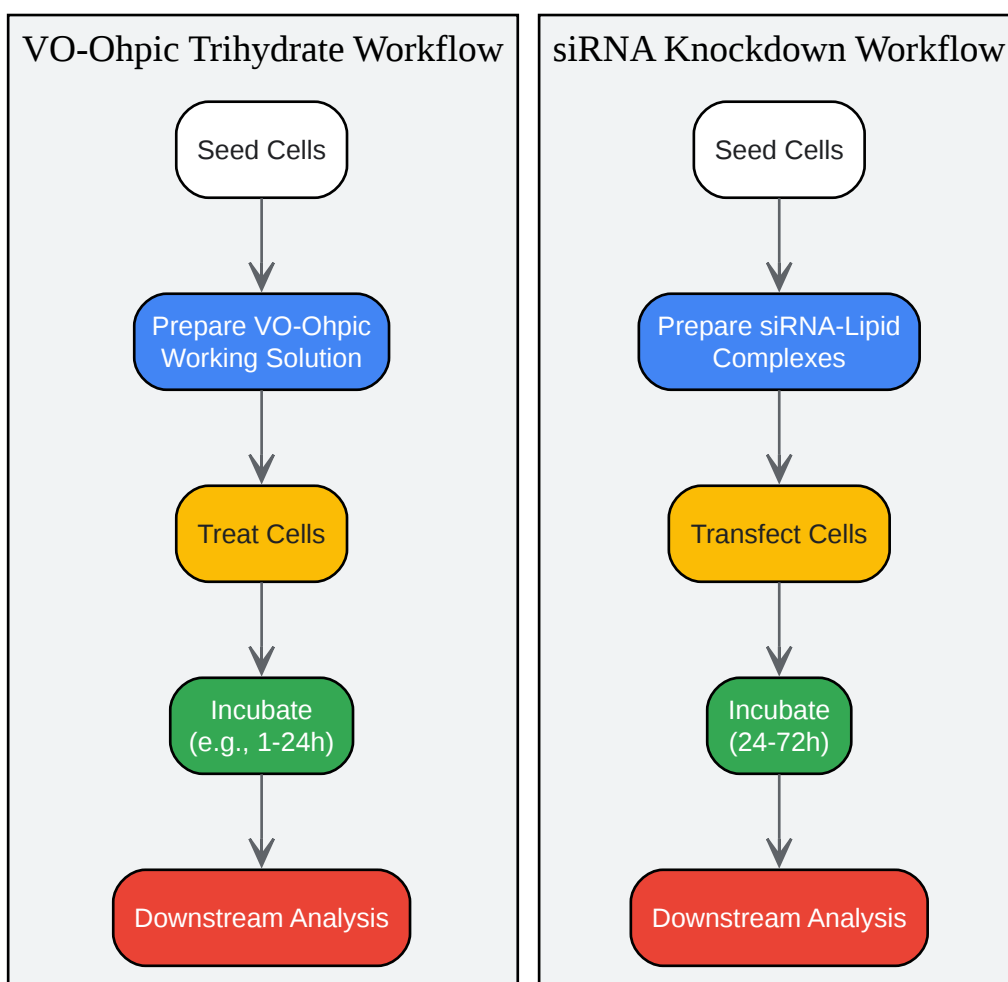 VO-Ohpic Trihydrate Workflow
Seed Cells
Prepare VO-Ohpic
Working Solution
Treat Cells
Incubate
(e.g., 1-24h)
Downstream Analysis
siRNA Knockdown Workflow
Seed Cells
Prepare siRNA-Lipid
Complexes
Transfect Cells
Incubate
(24-72h)
Downstream Analysis